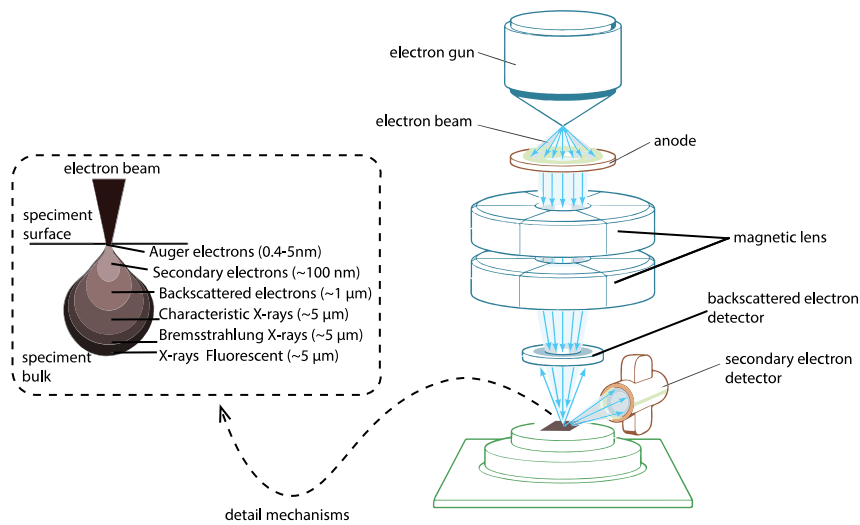 electron gun
electron beam
anode
magnetic lens
backscattered electron
detector
secondary electron
detector
electron beam
speciment
surface
Auger electrons (0.4-5nm)
Secondary electrons (~100 nm)
Backscattered electrons (~1 µm)
Characteristic X-rays (~5 µm)
Bremsstrahlung X-rays (~5 µm)
X-rays Fluorescent (~5 µm)
speciment
bulk
detail mechanisms